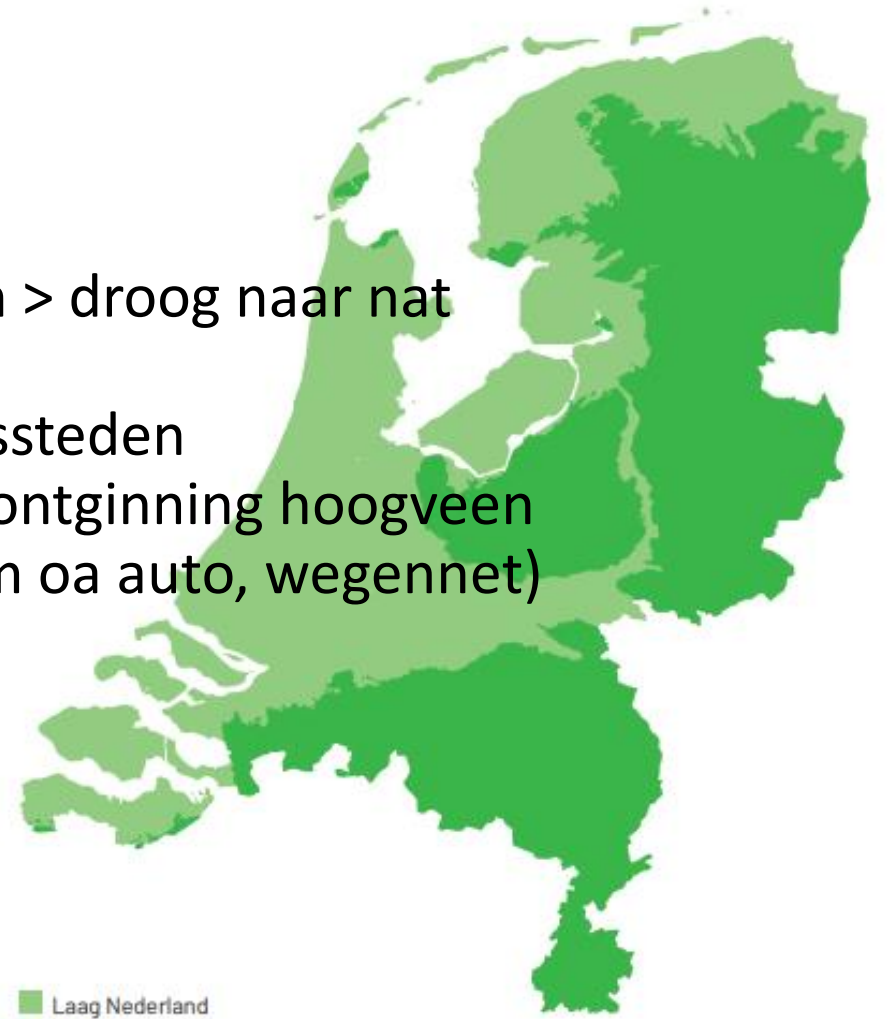 > droog naar nat
ssteden
ontginning hoogveen
oa auto, wegennet)
Laag Nederland